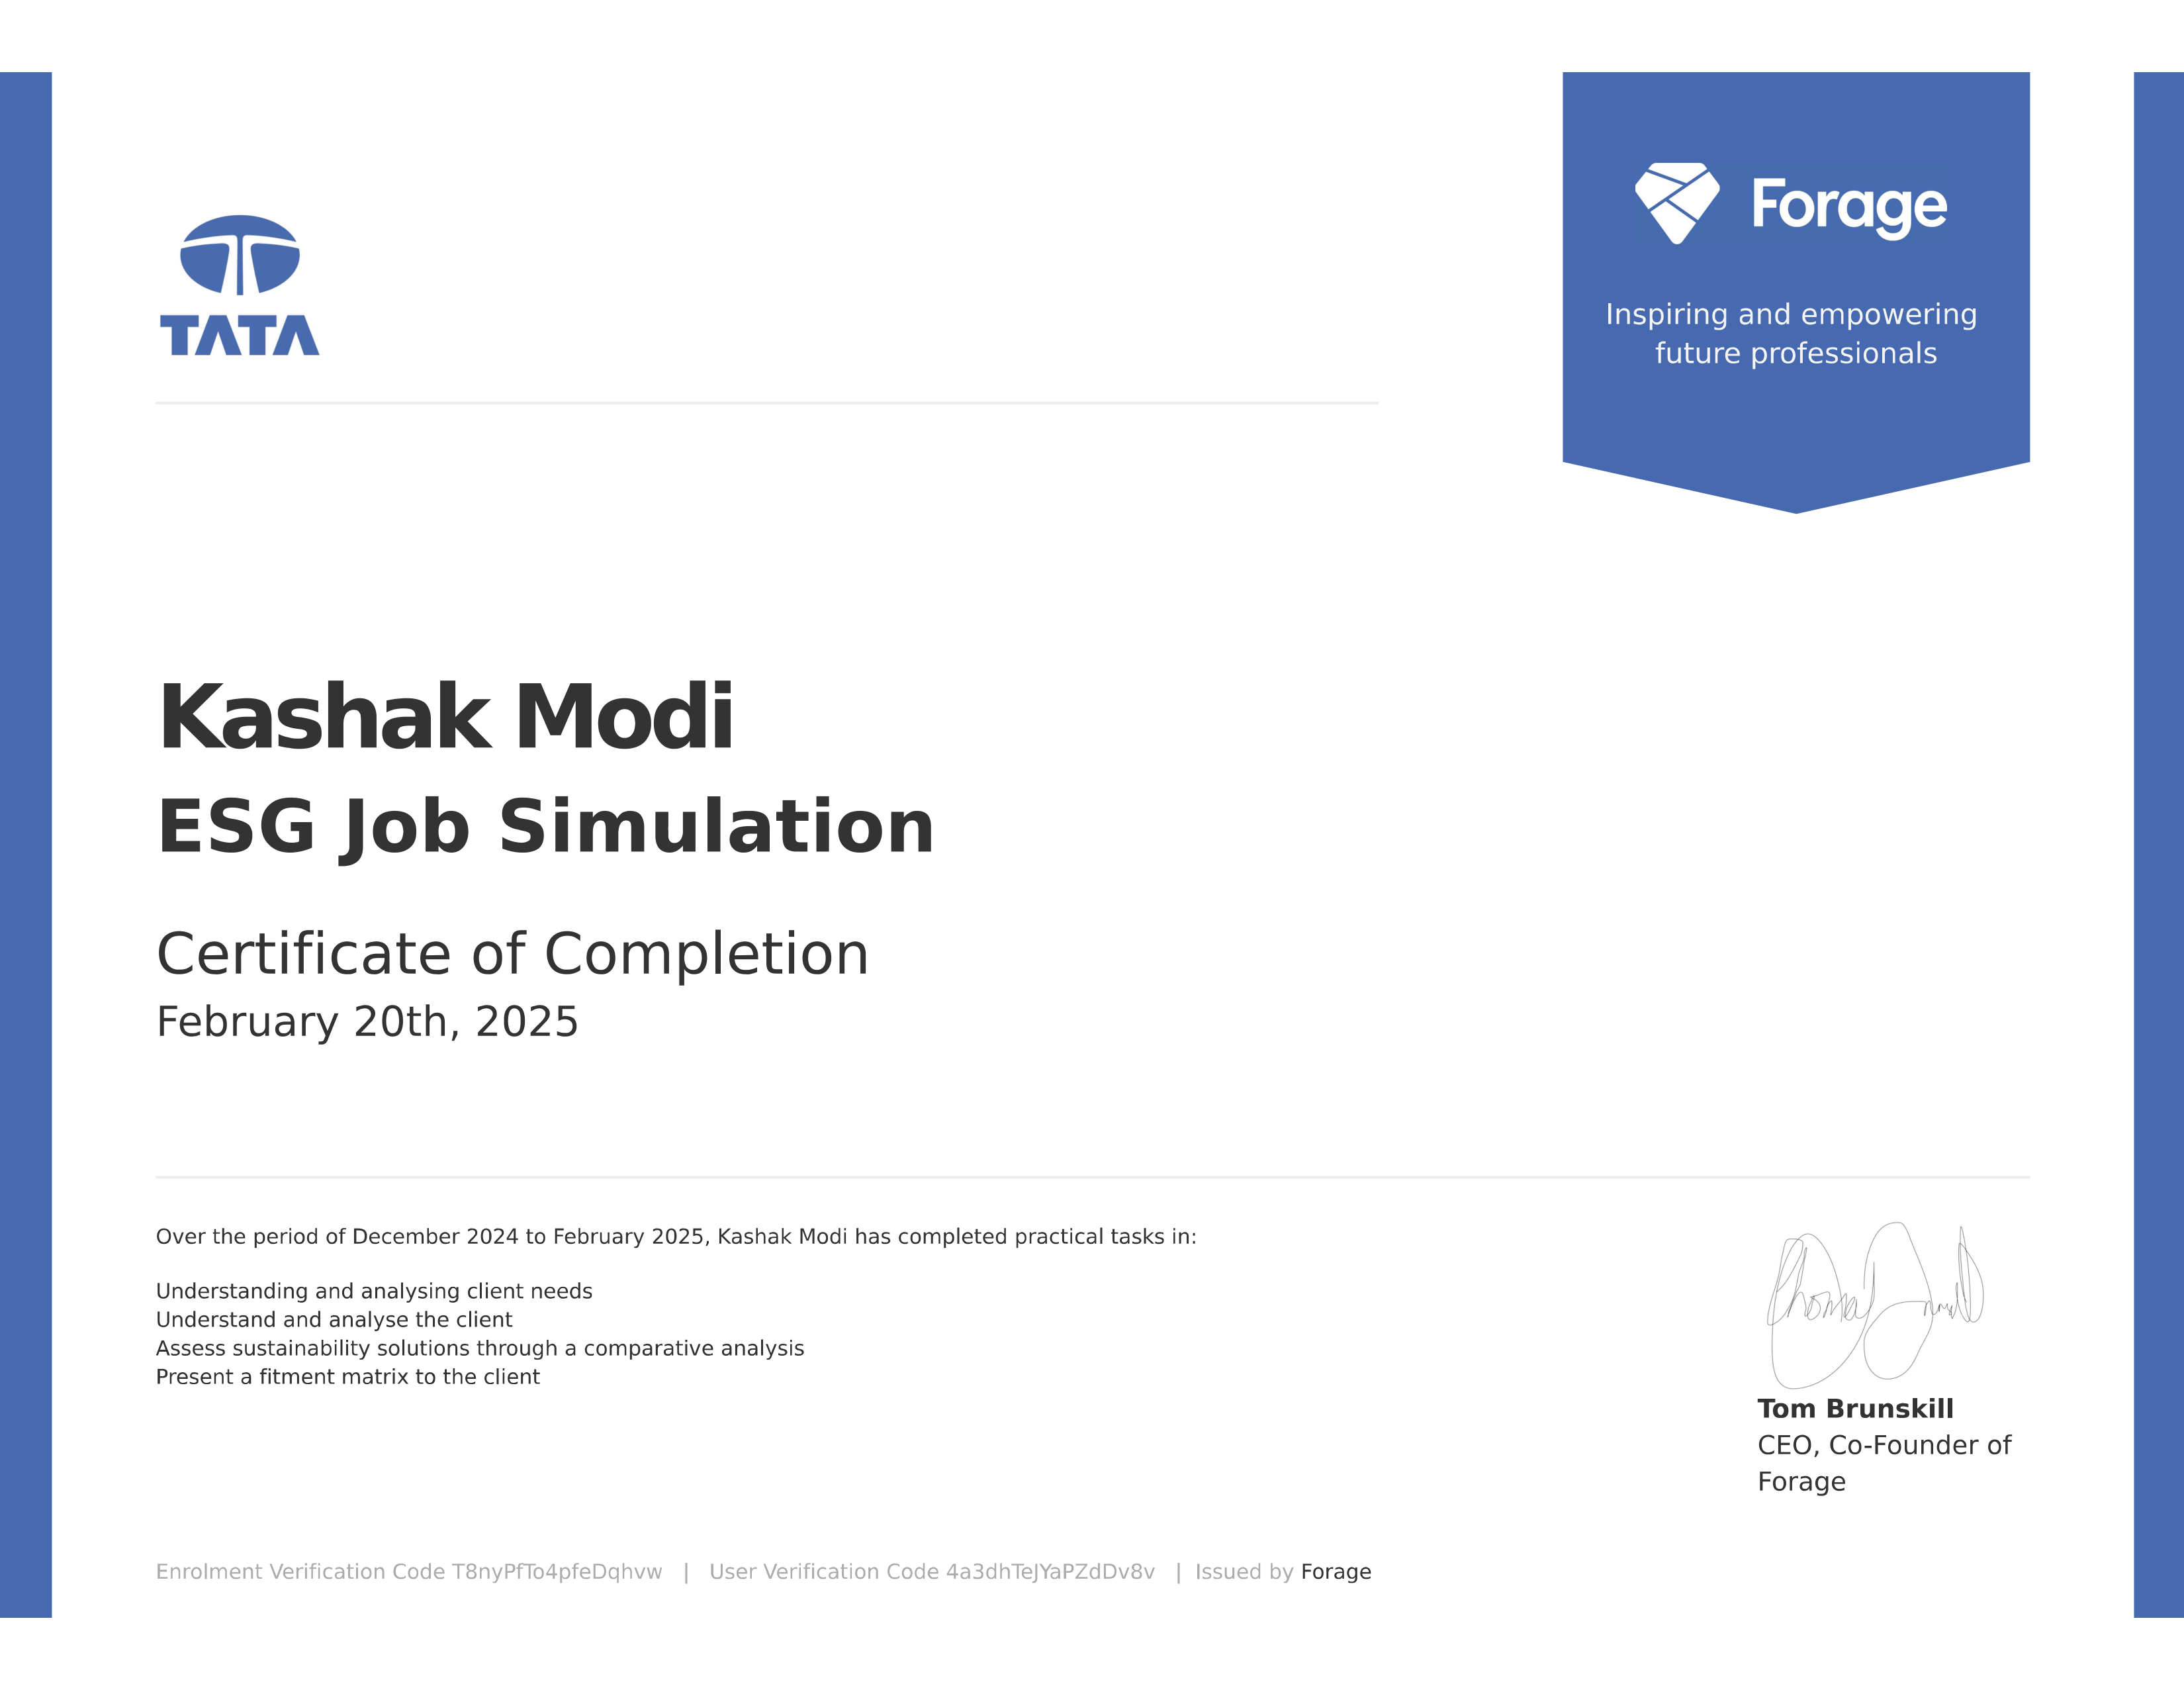 TATA
Forage
Inspiring and empowering
future professionals
Kashak Modi
ESG Job Simulation
Certificate of Completion
February 20th, 2025
Over the period of December 2024 to February 2025, Kashak Modi has completed practical tasks in:
Understanding and analysing client needs
Understand and analyse the client
Assess sustainability solutions through a comparative analysis
Present a fitment matrix to the client
Tom Brunskill
CEO, Co-Founder of
Forage
Enrolment Verification Code T8nyPfTo4pfeDqhvw | User Verification Code 4a3dhTeJYaPZdDv8v | Issued by Forage